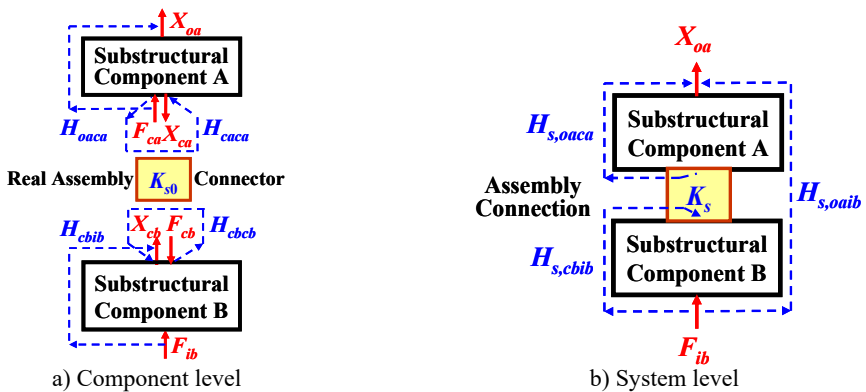 X_oa
Substructural
Component A
H_oaca
F_ca X_ca
H_caca
Real Assembly
K_s0
Connector
H_cbib
X_cb F_cb
H_cbcb
Substructural
Component B
F_ib
a) Component level
X_oa
Substructural
Component A
H_s,oaca
Assembly
Connection
K_s
H_s,oaib
H_s,cbib
Substructural
Component B
F_ib
b) System level